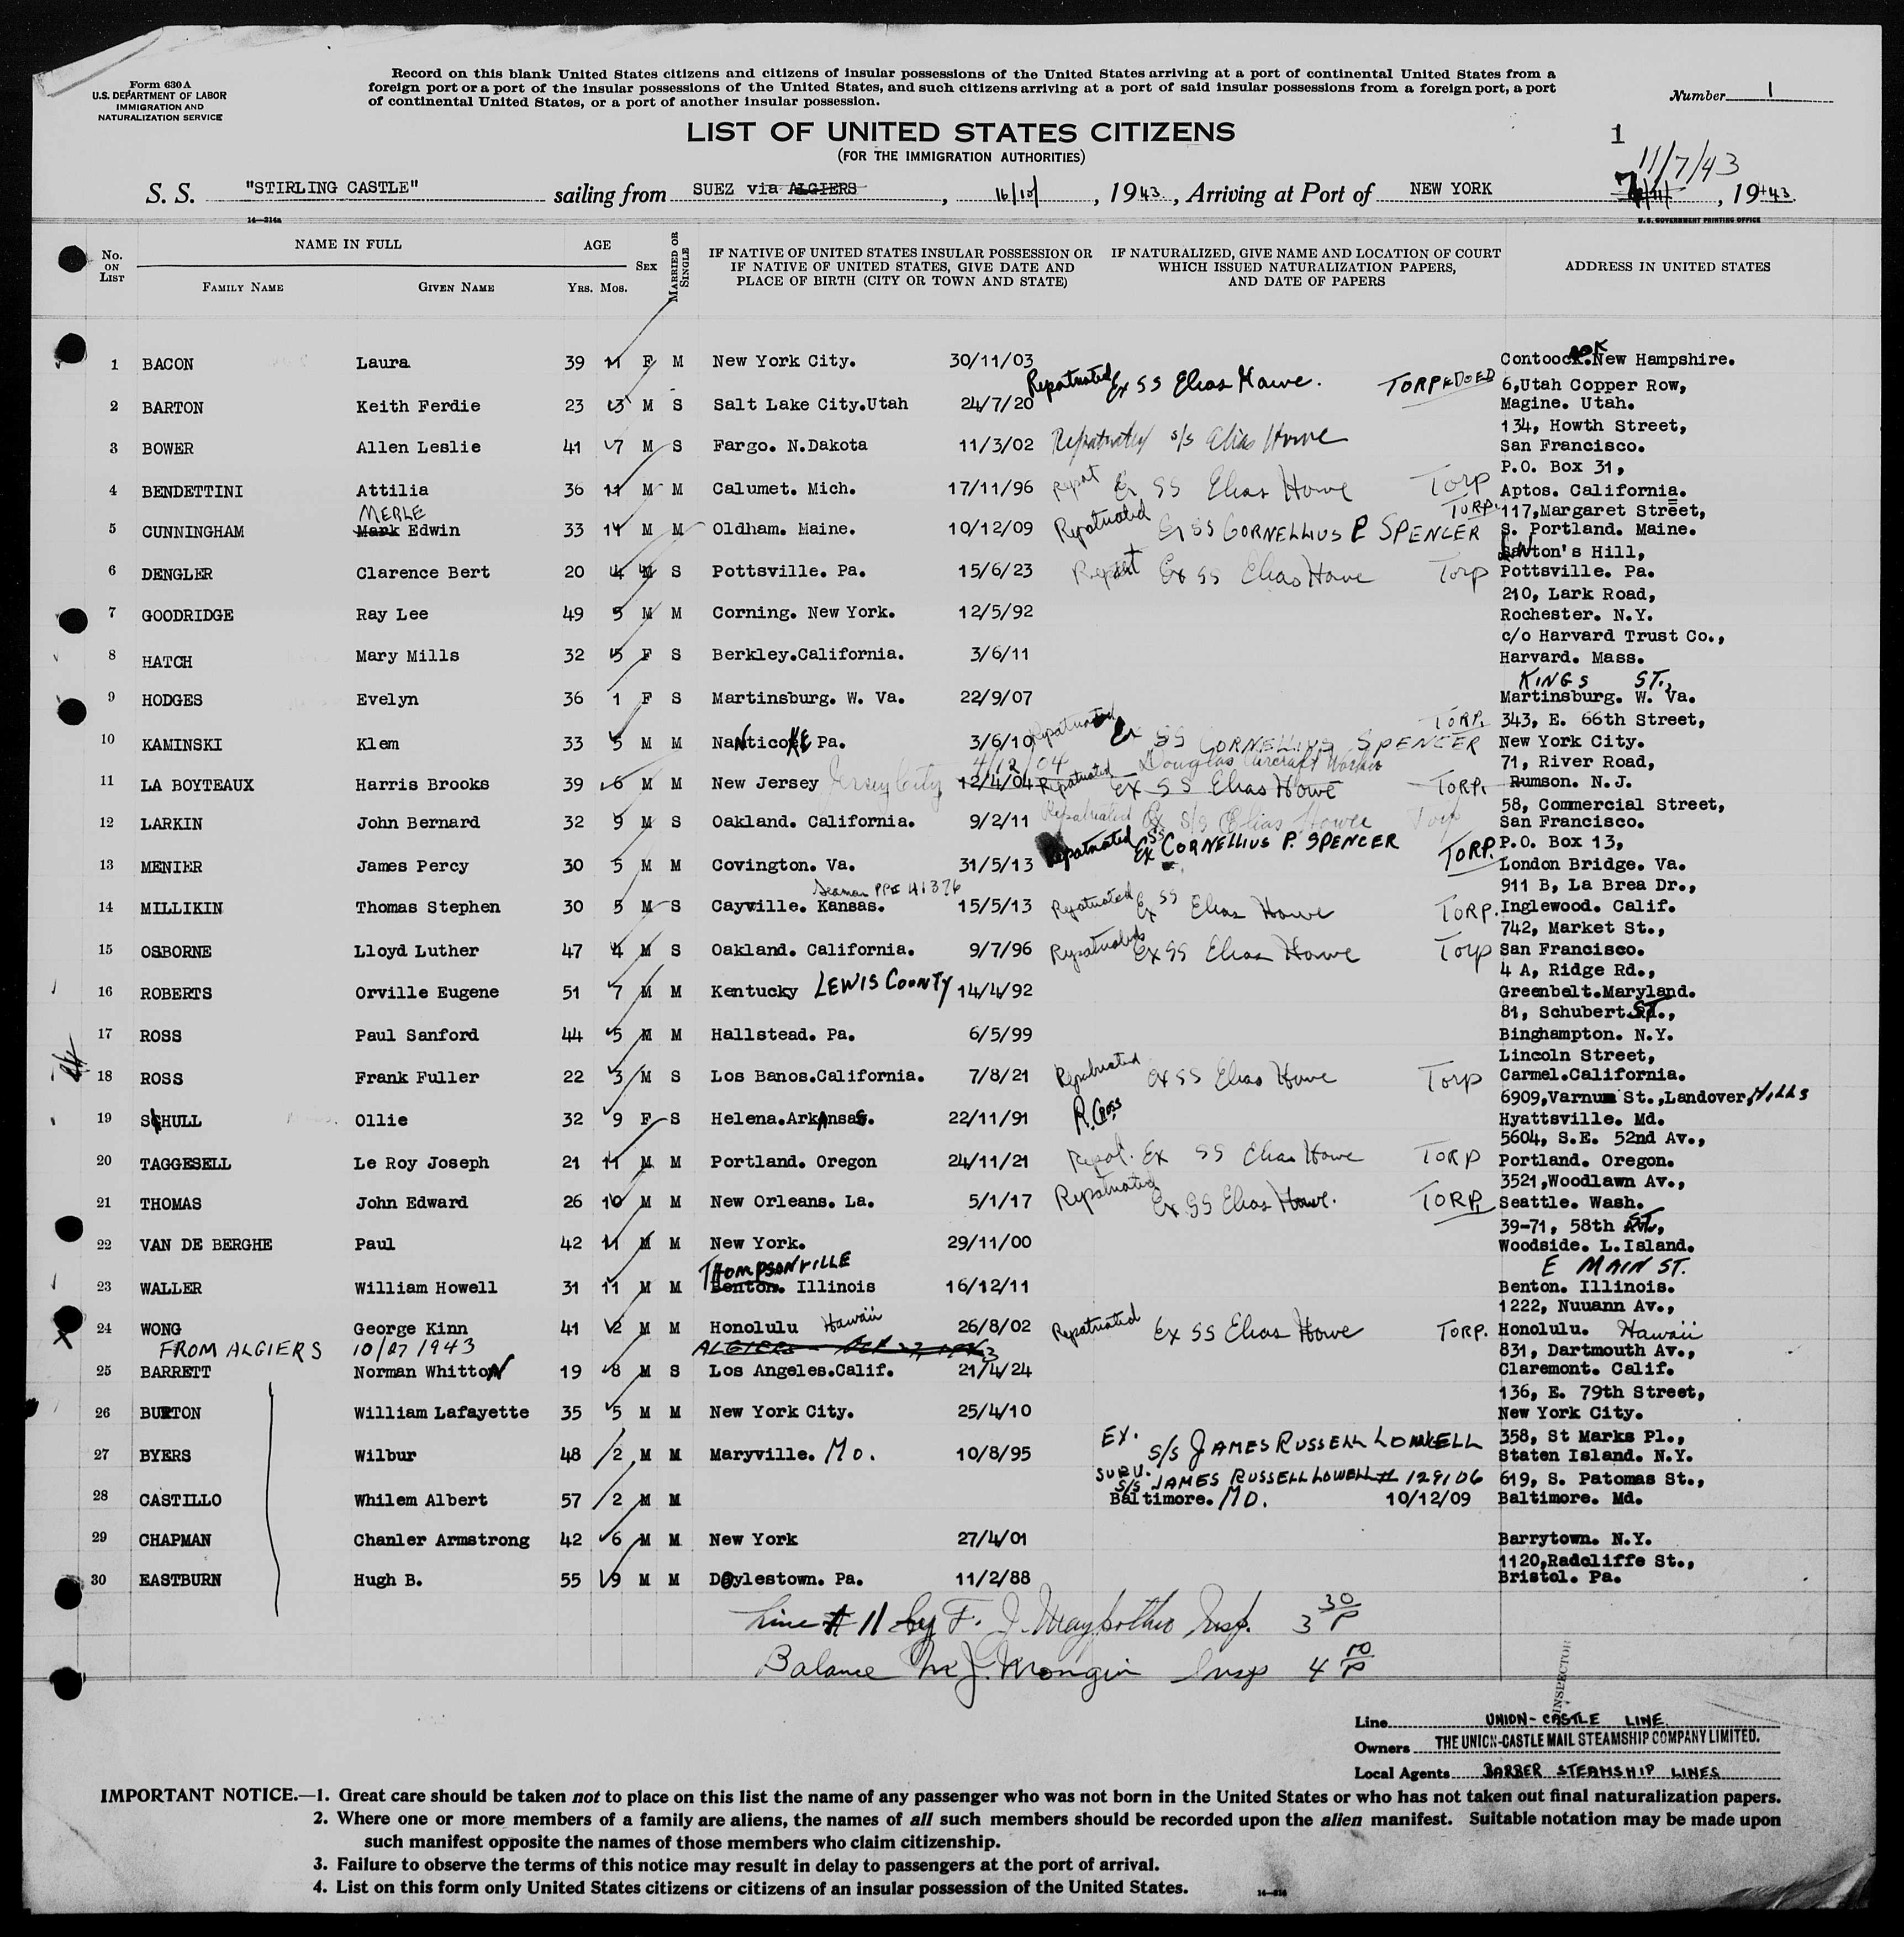 Form 630 A
U.S. DEPARTMENT OF LABOR
IMMIGRATION AND
NATURALIZATION SERVICE
Record on this blank United States citizens and citizens of insular possessions of the United States arriving at a port of continental United States from a
foreign port or a port of the insular possessions of the United States, and such citizens arriving at a port of said insular possessions from a foreign port, a port
of continental United States, or a port of another insular possession.
Number 1
LIST OF UNITED STATES CITIZENS
(FOR THE IMMIGRATION AUTHORITIES)
1
11/7/43
S. S. "STIRLING CASTLE" sailing from SUEZ via ALGIERS, 16/10/, 1943, Arriving at Port of NEW YORK 7, 1943
14—314a
U. S. GOVERNMENT PRINTING OFFICE
No. ON LIST
NAME IN FULL
FAMILY NAME
GIVEN NAME
AGE
YRS. MOS.
SEX
MARRIED OR SINGLE
IF NATIVE OF UNITED STATES INSULAR POSSESSION OR
IF NATIVE OF UNITED STATES, GIVE DATE AND
PLACE OF BIRTH (CITY OR TOWN AND STATE)
IF NATURALIZED, GIVE NAME AND LOCATION OF COURT
WHICH ISSUED NATURALIZATION PAPERS,
AND DATE OF PAPERS
ADDRESS IN UNITED STATES
1 BACON Laura 39 11 F M New York City. 30/11/03 Contoocook.New Hampshire.
6,Utah Copper Row,
2 BARTON Keith Ferdie 23 3 M S Salt Lake City.Utah 24/7/20 Repatriated Ex SS Elias Howe. TORPEDOED Magine. Utah.
134, Howth Street,
3 BOWER Allen Leslie 41 7 M S Fargo. N.Dakota 11/3/02 Repatriated s/s Elias Howe San Francisco.
P.O. Box 31,
4 BENDETTINI Attilia 36 11 M M Calumet. Mich. 17/11/96 Repat Ex SS Elias Howe Torp Aptos. California.
MERLE
117,Margaret Street,
5 CUNNINGHAM Mark Edwin 33 11 M M Oldham. Maine. 10/12/09 Repatriated Ex SS CORNELLIUS P SPENCER TORP. S. Portland. Maine.
Lawton's Hill,
6 DENGLER Clarence Bert 20 4 M S Pottsville. Pa. 15/6/23 Repat Ex SS Elias Howe Torp Pottsville. Pa.
210, Lark Road,
7 GOODRIDGE Ray Lee 49 5 M M Corning. New York. 12/5/92 Rochester. N.Y.
c/o Harvard Trust Co.,
8 HATCH Mary Mills 32 5 F S Berkley.California. 3/6/11 Harvard. Mass.
KINGS ST.,
9 HODGES Evelyn 36 1 F S Martinsburg. W. Va. 22/9/07 Martinsburg. W. Va.
343, E. 66th Street,
10 KAMINSKI Klem 33 5 M M Nanticoke Pa. 3/6/10 Repatriated Ex SS CORNELLIUS SPENCER TORP. New York City.
4/12/04 Douglas Aircraft Worker
71, River Road,
11 LA BOYTEAUX Harris Brooks 39 6 M M New Jersey Jersey City 12/4/04 Repatriated Ex SS Elias Howe TORP. Rumson. N.J.
58, Commercial Street,
12 LARKIN John Bernard 32 9 M S Oakland. California. 9/2/11 Repatriated Ex S/S Elias Howe Torp San Francisco.
P.O. Box 13,
13 MENIER James Percy 30 5 M M Covington. Va. 31/5/13 Repatriated Ex SS CORNELLIUS P. SPENCER TORP. London Bridge. Va.
Seaman PP# 41376
911 B, La Brea Dr.,
14 MILLIKIN Thomas Stephen 30 5 M S Cayville. Kansas. 15/5/13 Repatriated Ex SS Elias Howe TORP. Inglewood. Calif.
742, Market St.,
15 OSBORNE Lloyd Luther 47 4 M S Oakland. California. 9/7/96 Repatriated Ex SS Elias Howe Torp San Francisco.
4 A, Ridge Rd.,
16 ROBERTS Orville Eugene 51 7 M M Kentucky LEWIS COUNTY 14/4/92 Greenbelt.Maryland.
81, Schubert St.,
17 ROSS Paul Sanford 44 5 M M Hallstead. Pa. 6/5/99 Binghampton. N.Y.
Lincoln Street,
18 ROSS Frank Fuller 22 3 M S Los Banos.California. 7/8/21 Repatriated Ex SS Elias Howe Torp Carmel.California.
6909,Varnum St.,Landover,HILLS
19 SCHULL Ollie 32 9 F S Helena.Arkansas. 22/11/91 R. Cross Hyattsville. Md.
5604, S.E. 52nd Av.,
20 TAGGESELL Le Roy Joseph 21 11 M M Portland. Oregon 24/11/21 Repat. Ex SS Elias Howe TORP Portland. Oregon.
3521,Woodlawn Av.,
21 THOMAS John Edward 26 10 M M New Orleans. La. 5/1/17 Repatriated Ex SS Elias Howe. TORP. Seattle. Wash.
39-71, 58th ST.,
22 VAN DE BERGHE Paul 42 11 M M New York. 29/11/00 Woodside. L.Island.
THOMPSONVILLE
E MAIN ST.
23 WALLER William Howell 31 11 M M Benton. Illinois 16/12/11 Benton. Illinois.
1222, Nuuann Av.,
24 WONG George Kinn 41 2 M M Honolulu Hawaii 26/8/02 Repatriated Ex SS Elias Howe TORP. Honolulu. Hawaii
FROM ALGIERS 10/27/1943 ALGIERS
831, Dartmouth Av.,
25 BARRETT Norman Whitton 19 8 M S Los Angeles.Calif. 21/4/24 Claremont. Calif.
136, E. 79th Street,
26 BURTON William Lafayette 35 5 M M New York City. 25/4/10 New York City.
358, St Marks Pl.,
27 BYERS Wilbur 48 2 M M Maryville. Mo. 10/8/95 EX. S/S JAMES RUSSELL LOWELL Staten Island. N.Y.
SURV. S/S JAMES RUSSELL LOWELL # 129106 619, S. Patomas St.,
28 CASTILLO Whilem Albert 57 2 M M Baltimore. MD. 10/12/09 Baltimore. Md.
29 CHAPMAN Chanler Armstrong 42 6 M M New York 27/4/01 Barrytown. N.Y.
1120,Radcliffe St.,
30 EASTBURN Hugh B. 55 9 M M Doylestown. Pa. 11/2/88 Bristol. Pa.
Line # 11 by F. J. Insp. 3 30 P
Balance M J. Mongin Insp 4 10 P
INSPECTOR
Line UNION-CASTLE LINE
Owners THE UNION-CASTLE MAIL STEAMSHIP COMPANY LIMITED.
Local Agents BARBER STEAMSHIP LINES
IMPORTANT NOTICE.—1. Great care should be taken not to place on this list the name of any passenger who was not born in the United States or who has not taken out final naturalization papers.
2. Where one or more members of a family are aliens, the names of all such members should be recorded upon the alien manifest. Suitable notation may be made upon
such manifest opposite the names of those members who claim citizenship.
3. Failure to observe the terms of this notice may result in delay to passengers at the port of arrival.
4. List on this form only United States citizens or citizens of an insular possession of the United States.